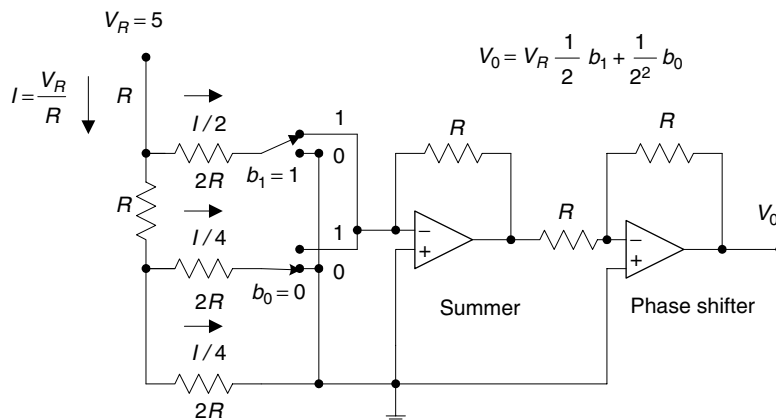 V_R = 5
V_0 = V_R 1/2 b_1 + 1/2^2 b_0
I = V_R/R
R
I/2
1
0
b_1 = 1
2R
R
R
R
I/4
1
0
b_0 = 0
2R
R
V_0
−
+
−
+
Summer
Phase shifter
I/4
2R